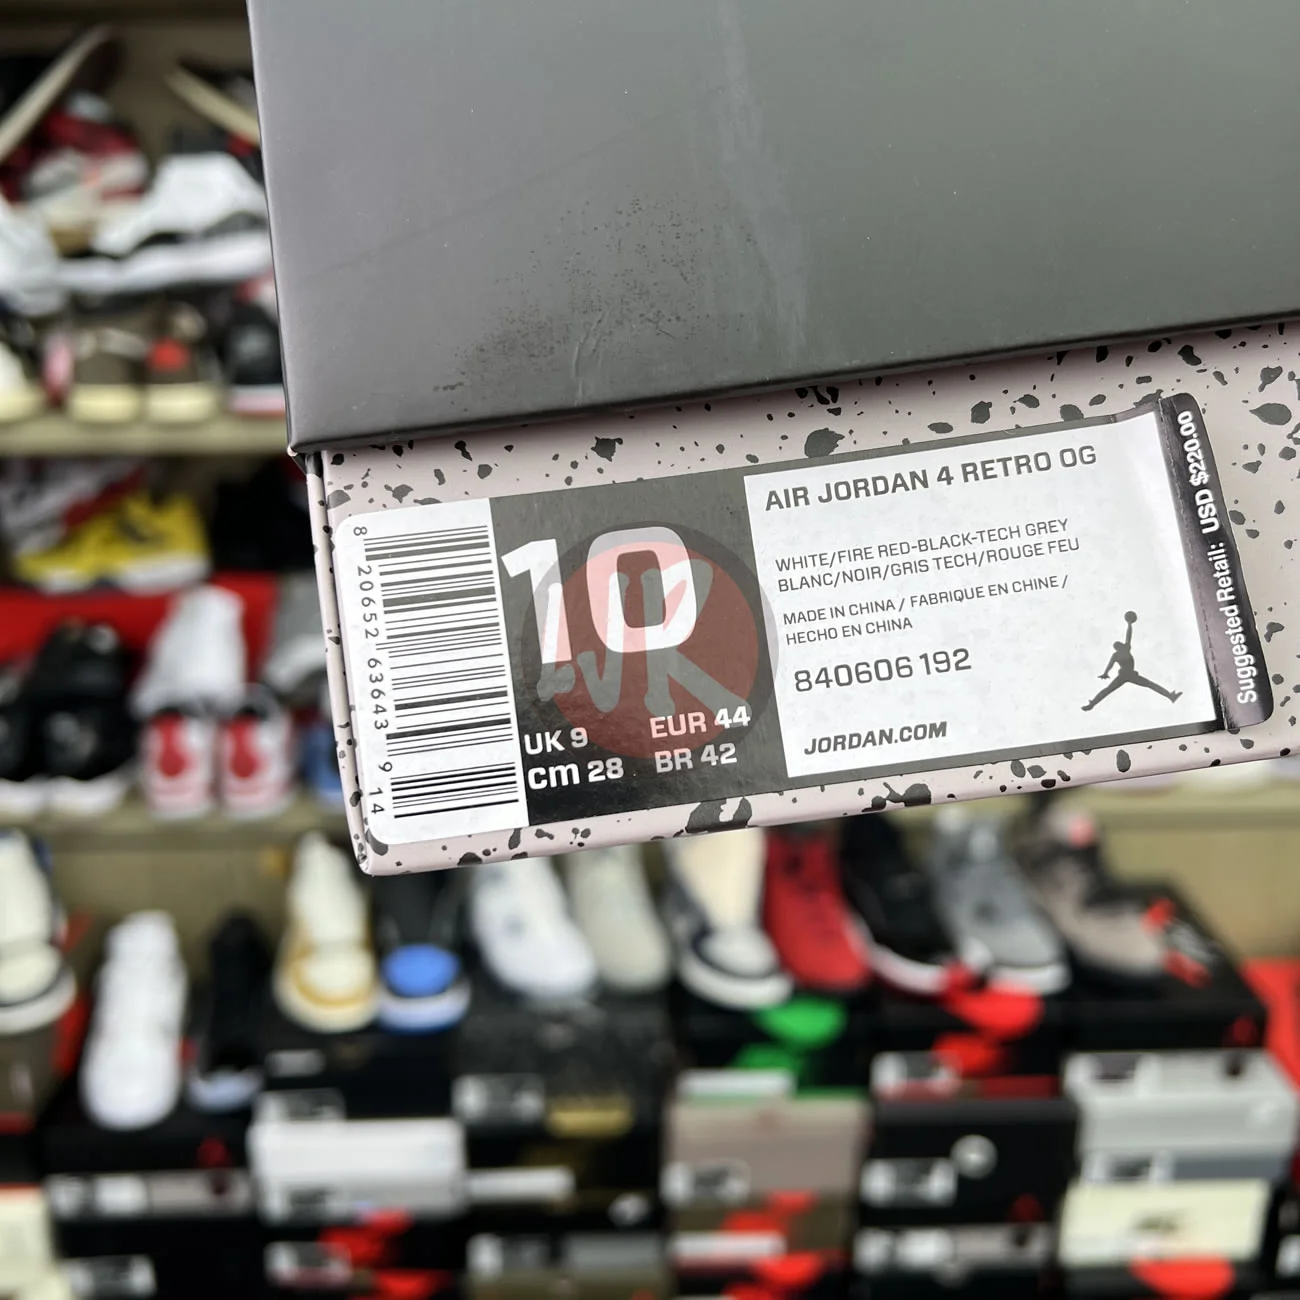 8 20652 63643 9 14
10
UK 9
EUR 44
cm 28
BR 42
AIR JORDAN 4 RETRO OG
WHITE/FIRE RED-BLACK-TECH GREY
BLANC/NOIR/GRIS TECH/ROUGE FEU
MADE IN CHINA / FABRIQUE EN CHINE /
HECHO EN CHINA
840606 192
JORDAN.COM
Suggested Retail: USD $220.00